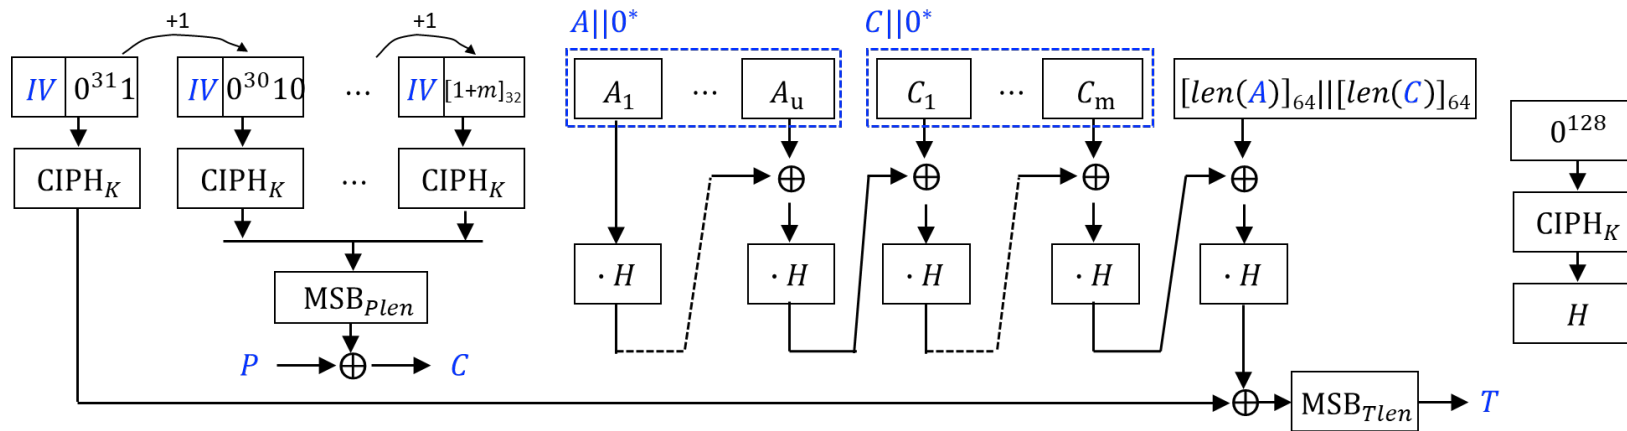 +1 +1 A||0* C||0*
IV 0³¹1 IV 0³⁰10 ... IV [1+m]₃₂ A₁ ... Aᵤ C₁ ... Cₘ [len(A)]₆₄||[len(C)]₆₄ 0¹²⁸
CIPH_K CIPH_K ... CIPH_K ⊕ ⊕ ⊕ ⊕ CIPH_K
MSB_Plen · H · H · H · H · H H
P ⊕ C
⊕ MSB_Tlen T